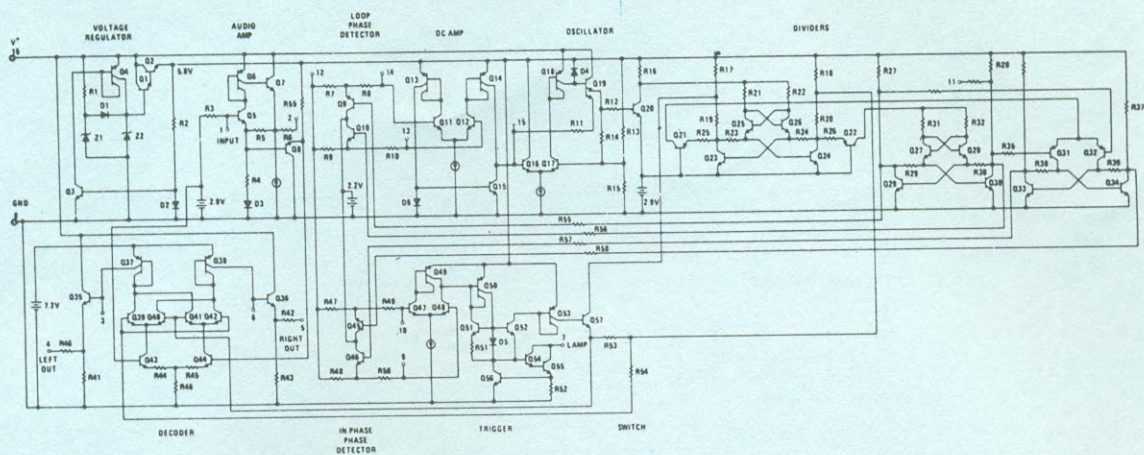 VOLTAGE REGULATOR
AUDIO AMP
LOOP PHASE DETECTOR
DC AMP
OSCILLATOR
DIVIDERS
V+
16
Q4
Q1
Q2
5.8V
R1
D1
Z1
Z2
R2
Q3
D2
2.9V
GND
8
Q6
Q7
R3
Q5
1
INPUT
R5
R55
2
R6
Q8
R4
D3
12
14
R7
R8
Q9
Q10
13
R9
R10
2.2V
Q13
Q14
Q11
Q12
D6
Q15
Q18
D4
Q19
15
R11
R12
R14
R13
Q16
Q17
R15
R16
Q20
2.9V
R17
R18
R19
R21
R22
Q25
Q26
R20
Q21
R25
R23
R24
R26
Q22
Q23
Q24
R27
11
R28
R31
R32
Q27
Q28
R29
R30
Q29
Q30
R35
R38
Q31
Q32
R37
R36
Q33
Q34
R55
R56
R57
R58
7.2V
Q35
3
4
LEFT OUT
R46
R41
Q37
Q38
Q39
Q40
Q41
Q42
Q43
Q44
R44
R45
R46
6
Q36
R42
5
RIGHT OUT
R43
R47
R49
Q45
Q46
10
9
R48
R50
Q49
Q47
Q48
Q50
Q51
Q52
R51
D5
Q53
Q57
7
LAMP
Q54
Q55
Q56
R52
R53
R54
DECODER
IN PHASE PHASE DETECTOR
TRIGGER
SWITCH